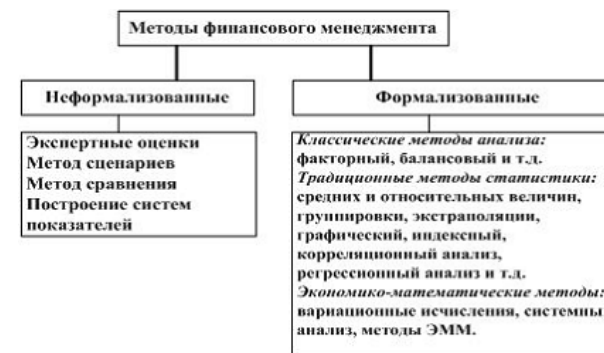 Методы финансового менеджмента
Неформализованные
Экспертные оценки
Метод сценариев
Метод сравнения
Построение систем
показателей
Формализованные
Классические методы анализа:
факторный, балансовый и т.д.
Традиционные методы статистики:
средних и относительных величин,
группировки, экстраполяции,
графический, индексный,
корреляционный анализ,
регрессионный анализ и т.д.
Экономико-математические методы:
вариационные исчисления, системны
анализ, методы ЭММ.